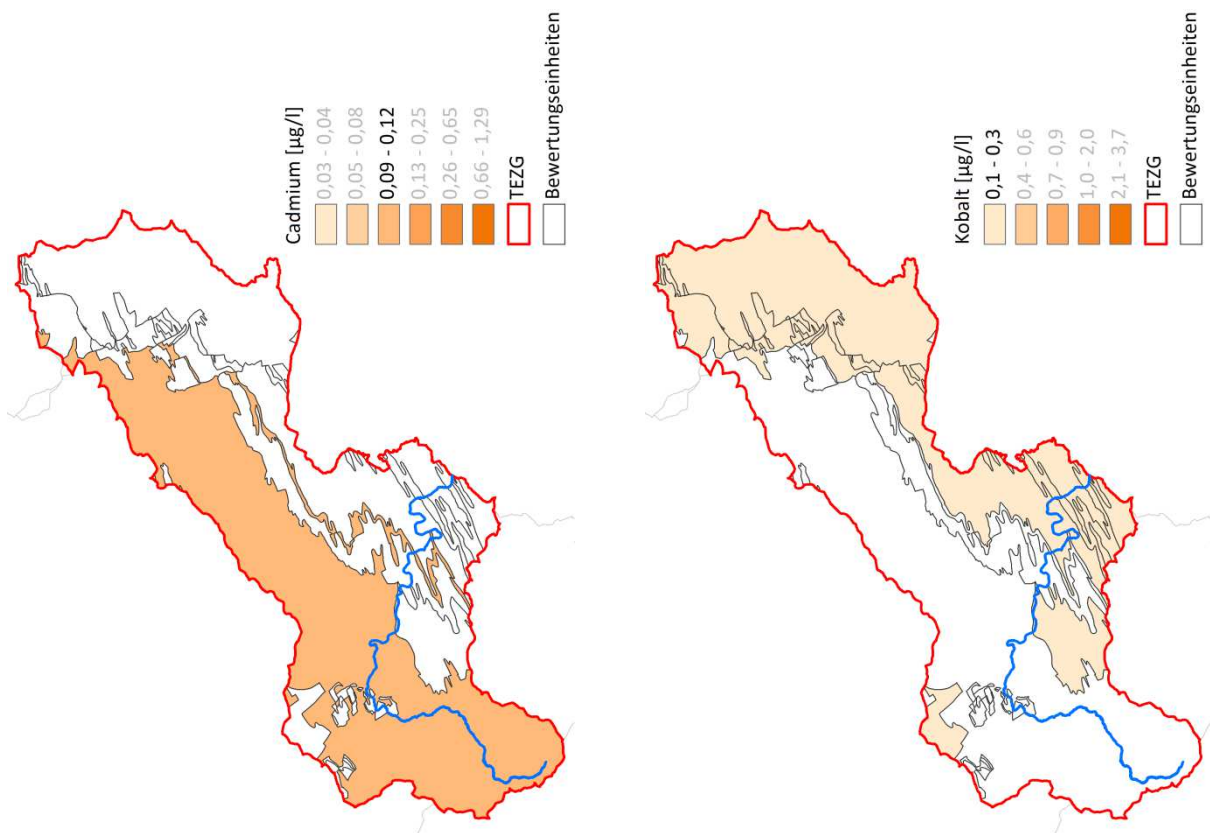 Cadmium [µg/l]
0,03 - 0,04
0,05 - 0,08
0,09 - 0,12
0,13 - 0,25
0,26 - 0,65
0,66 - 1,29
TEZG
Bewertungseinheiten
Kobalt [µg/l]
0,1 - 0,3
0,4 - 0,6
0,7 - 0,9
1,0 - 2,0
2,1 - 3,7
TEZG
Bewertungseinheiten